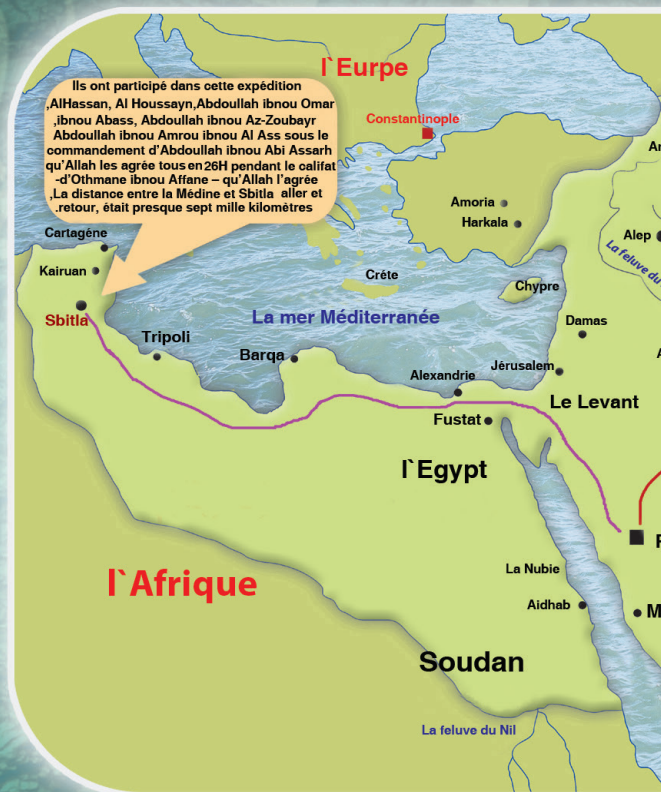 l`Eurpe
Ils ont participé dans cette expédition
,AlHassan, Al Houssayn,Abdoullah ibnou Omar
,ibnou Abass, Abdoullah ibnou Az-Zoubayr
Abdoullah ibnou Amrou ibnou Al Ass sous le
commandement d'Abdoullah ibnou Abi Assarh
qu'Allah les agrée tous en 26H pendant le califat
-d'Othmane ibnou Affane – qu'Allah l'agrée
,La distance entre la Médine et Sbitla aller et
.retour, était presque sept mille kilomètres
Constantinople
Amoria
Harkala
Alep
La feluve du
Cartagéne
Kairuan
Sbitla
Tripoli
Barqa
Créte
Chypre
La mer Méditerranée
Damas
Jérusalem
Alexandrie
Le Levant
Fustat
l`Egypt
La Nubie
Aidhab
l`Afrique
Soudan
La feluve du Nil